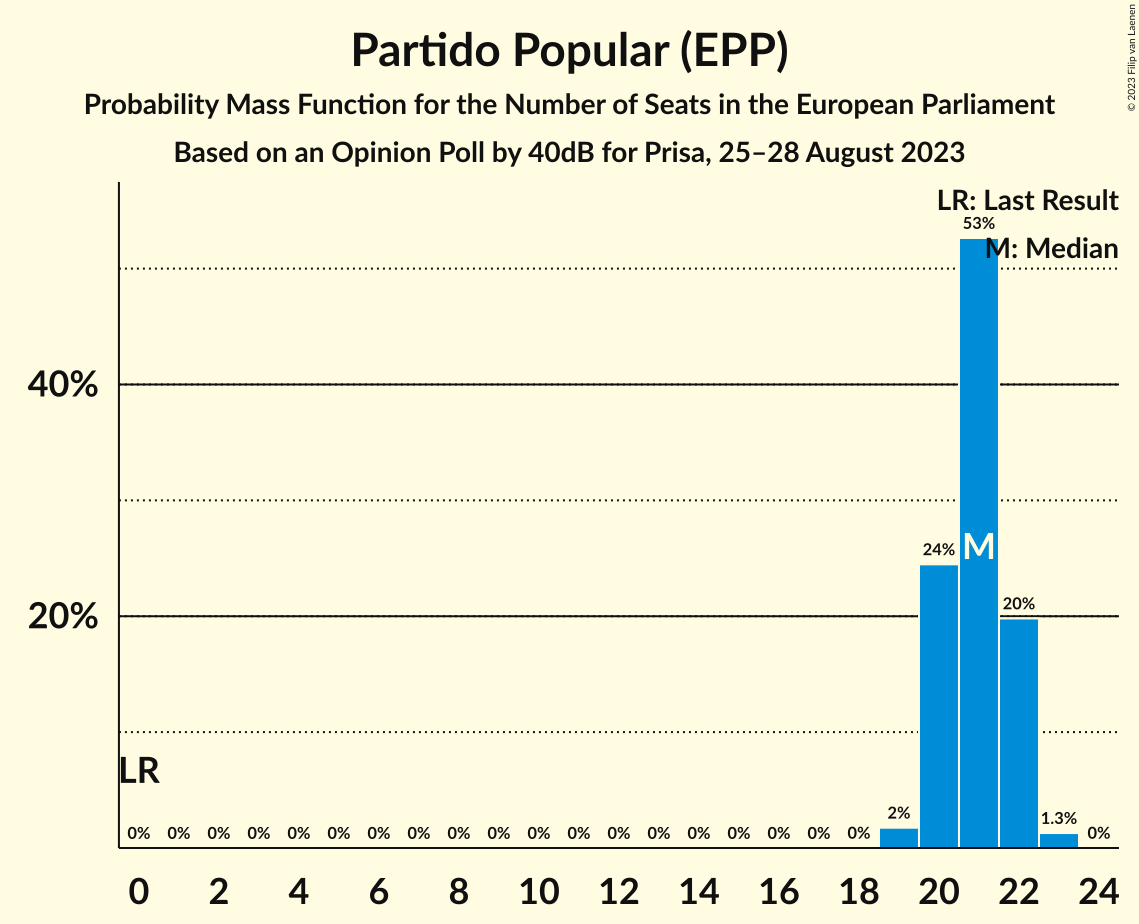 Partido Popular (EPP)
Probability Mass Function for the Number of Seats in the European Parliament
Based on an Opinion Poll by 40dB for Prisa, 25–28 August 2023
© 2023 Filip van Laenen
LR: Last Result
M: Median
53%
40%
24%
M
20%
20%
LR
0% 0% 0% 0% 0% 0% 0% 0% 0% 0% 0% 0% 0% 0% 0% 0% 0% 0% 0% 2% 1.3% 0%
0 2 4 6 8 10 12 14 16 18 20 22 24